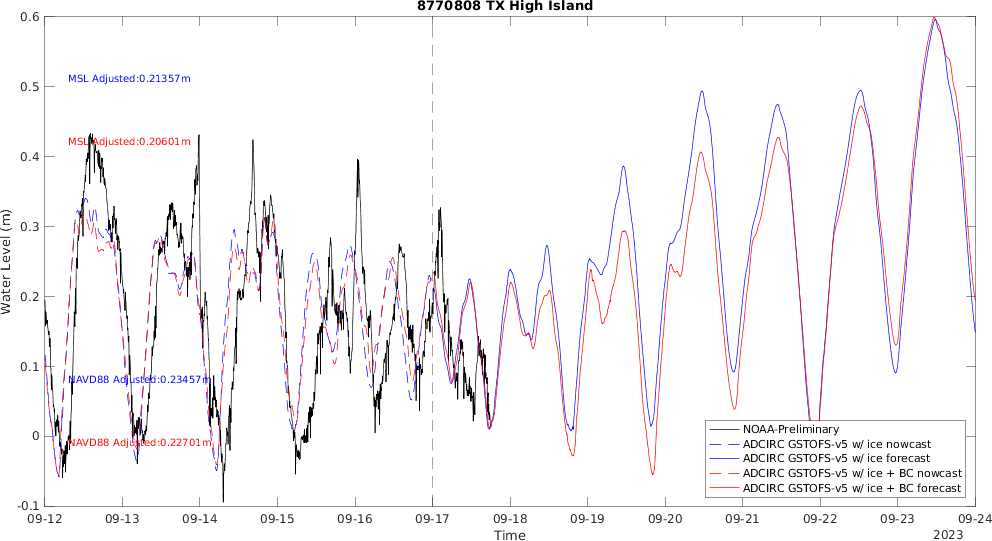 8770808 TX High Island
0.6
0.5
0.4
0.3
0.2
0.1
0
-0.1
Water Level (m)
MSL Adjusted:0.21357m
MSL Adjusted:0.20601m
NAVD88 Adjusted:0.23457m
NAVD88 Adjusted:0.22701m
NOAA-Preliminary
ADCIRC GSTOFS-v5 w/ ice nowcast
ADCIRC GSTOFS-v5 w/ ice forecast
ADCIRC GSTOFS-v5 w/ ice + BC nowcast
ADCIRC GSTOFS-v5 w/ ice + BC forecast
09-12 09-13 09-14 09-15 09-16 09-17 09-18 09-19 09-20 09-21 09-22 09-23 09-24
Time
2023